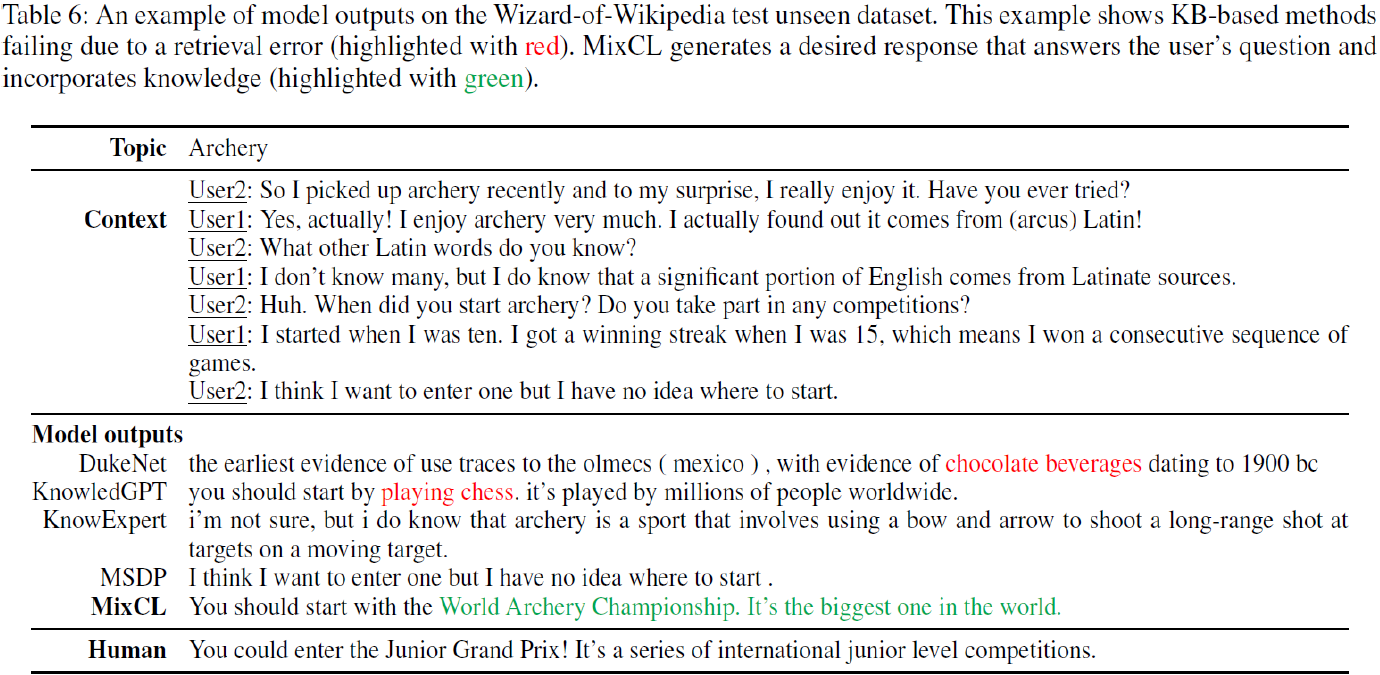 Table 6: An example of model outputs on the Wizard-of-Wikipedia test unseen dataset. This example shows KB-based methods
failing due to a retrieval error (highlighted with red). MixCL generates a desired response that answers the user's question and
incorporates knowledge (highlighted with green).
Topic Archery
User2: So I picked up archery recently and to my surprise, I really enjoy it. Have you ever tried?
Context User1: Yes, actually! I enjoy archery very much. I actually found out it comes from (arcus) Latin!
User2: What other Latin words do you know?
User1: I don't know many, but I do know that a significant portion of English comes from Latinate sources.
User2: Huh. When did you start archery? Do you take part in any competitions?
User1: I started when I was ten. I got a winning streak when I was 15, which means I won a consecutive sequence of
games.
User2: I think I want to enter one but I have no idea where to start.
Model outputs
DukeNet the earliest evidence of use traces to the olmecs ( mexico ) , with evidence of chocolate beverages dating to 1900 bc
KnowledGPT you should start by playing chess. it's played by millions of people worldwide.
KnowExpert i'm not sure, but i do know that archery is a sport that involves using a bow and arrow to shoot a long-range shot at
targets on a moving target.
MSDP I think I want to enter one but I have no idea where to start .
MixCL You should start with the World Archery Championship. It's the biggest one in the world.
Human You could enter the Junior Grand Prix! It's a series of international junior level competitions.